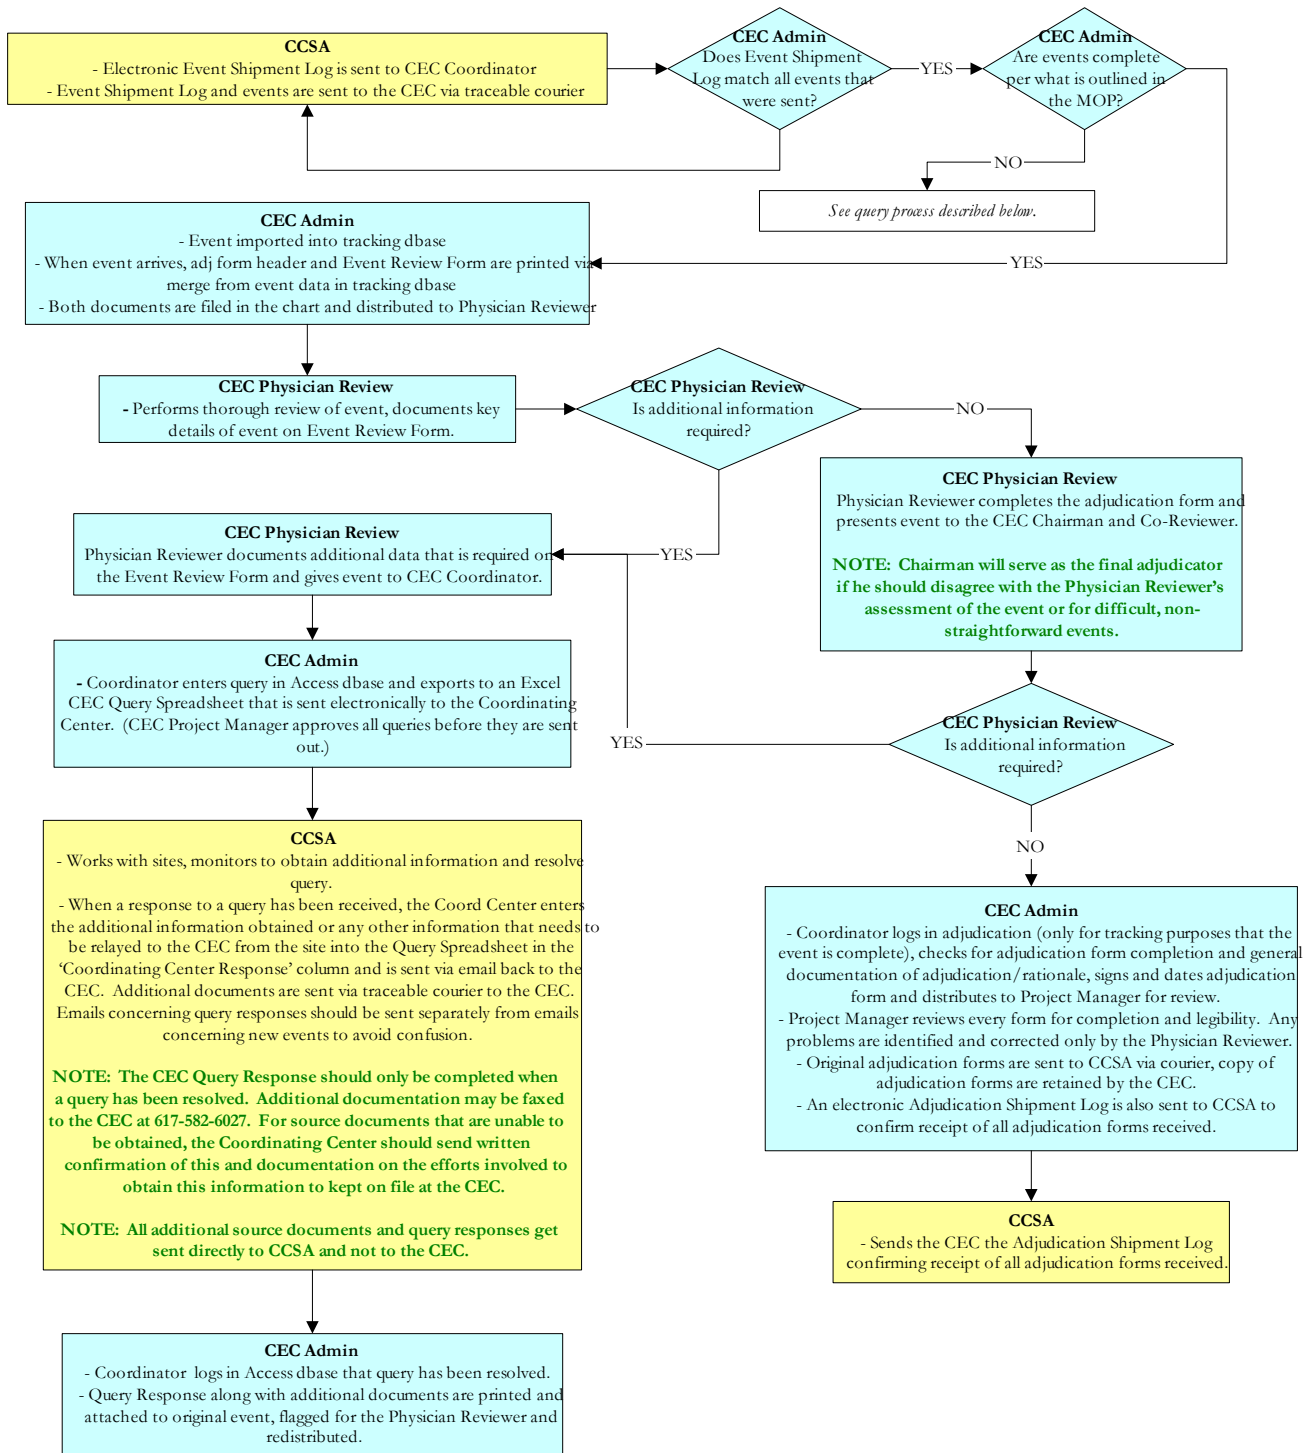 CCSA
- Electronic Event Shipment Log is sent to CEC Coordinator
- Event Shipment Log and events are sent to the CEC via traceable courier
CEC Admin
Does Event Shipment
Log match all events that
were sent?
YES
CEC Admin
Are events complete
per what is outlined in
the MOP?
NO
See query process described below.
YES
CEC Admin
- Event imported into tracking dbase
- When event arrives, adj form header and Event Review Form are printed via
merge from event data in tracking dbase
- Both documents are filed in the chart and distributed to Physician Reviewer
CEC Physician Review
- Performs thorough review of event, documents key
details of event on Event Review Form.
CEC Physician Review
Is additional information
required?
NO
YES
CEC Physician Review
Physician Reviewer completes the adjudication form and
presents event to the CEC Chairman and Co-Reviewer.
NOTE: Chairman will serve as the final adjudicator
if he should disagree with the Physician Reviewer's
assessment of the event or for difficult, non-
straightforward events.
CEC Physician Review
Physician Reviewer documents additional data that is required on
the Event Review Form and gives event to CEC Coordinator.
CEC Admin
- Coordinator enters query in Access dbase and exports to an Excel
CEC Query Spreadsheet that is sent electronically to the Coordinating
Center. (CEC Project Manager approves all queries before they are sent
out.)
YES
CEC Physician Review
Is additional information
required?
NO
CCSA
- Works with sites, monitors to obtain additional information and resolve
query.
- When a response to a query has been received, the Coord Center enters
the additional information obtained or any other information that needs to
be relayed to the CEC from the site into the Query Spreadsheet in the
'Coordinating Center Response' column and is sent via email back to the
CEC. Additional documents are sent via traceable courier to the CEC.
Emails concerning query responses should be sent separately from emails
concerning new events to avoid confusion.
NOTE: The CEC Query Response should only be completed when
a query has been resolved. Additional documentation may be faxed
to the CEC at 617-582-6027. For source documents that are unable to
be obtained, the Coordinating Center should send written
confirmation of this and documentation on the efforts involved to
obtain this information to kept on file at the CEC.
NOTE: All additional source documents and query responses get
sent directly to CCSA and not to the CEC.
CEC Admin
- Coordinator logs in adjudication (only for tracking purposes that the
event is complete), checks for adjudication form completion and general
documentation of adjudication/rationale, signs and dates adjudication
form and distributes to Project Manager for review.
- Project Manager reviews every form for completion and legibility. Any
problems are identified and corrected only by the Physician Reviewer.
- Original adjudication forms are sent to CCSA via courier, copy of
adjudication forms are retained by the CEC.
- An electronic Adjudication Shipment Log is also sent to CCSA to
confirm receipt of all adjudication forms received.
CCSA
- Sends the CEC the Adjudication Shipment Log
confirming receipt of all adjudication forms received.
CEC Admin
- Coordinator logs in Access dbase that query has been resolved.
- Query Response along with additional documents are printed and
attached to original event, flagged for the Physician Reviewer and
redistributed.